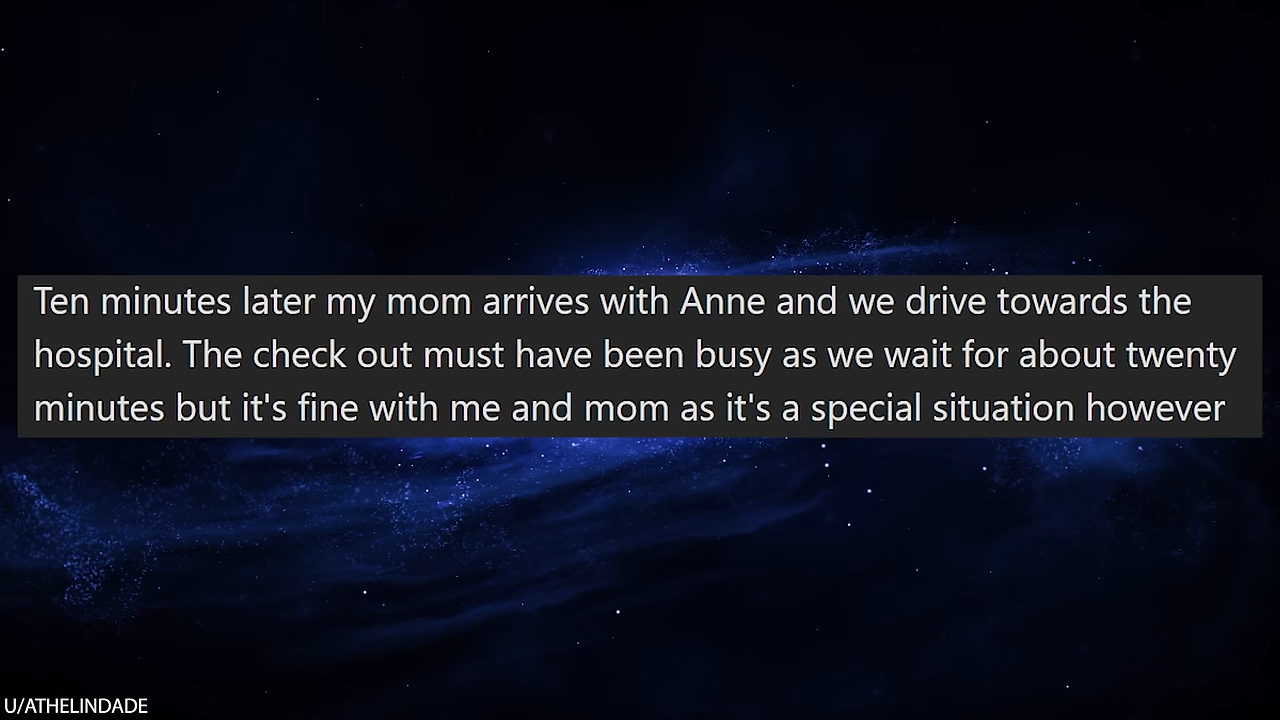 Ten minutes later my mom arrives with Anne and we drive towards the
hospital. The check out must have been busy as we wait for about twenty
minutes but it's fine with me and mom as it's a special situation however
U/ATHELINDADE